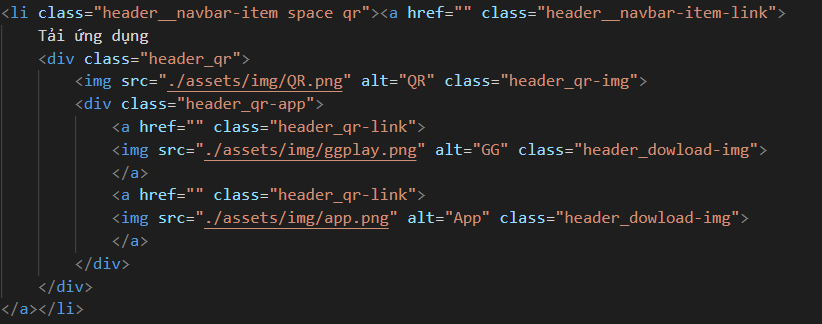 <li class="header__navbar-item space qr"><a href="" class="header__navbar-item-link">
Tải ứng dụng
<div class="header_qr">
<img src="./assets/img/QR.png" alt="QR" class="header_qr-img">
<div class="header_qr-app">
<a href="" class="header_qr-link">
<img src="./assets/img/ggplay.png" alt="GG" class="header_dowload-img">
</a>
<a href="" class="header_qr-link">
<img src="./assets/img/app.png" alt="App" class="header_dowload-img">
</a>
</div>
</div>
</a></li>